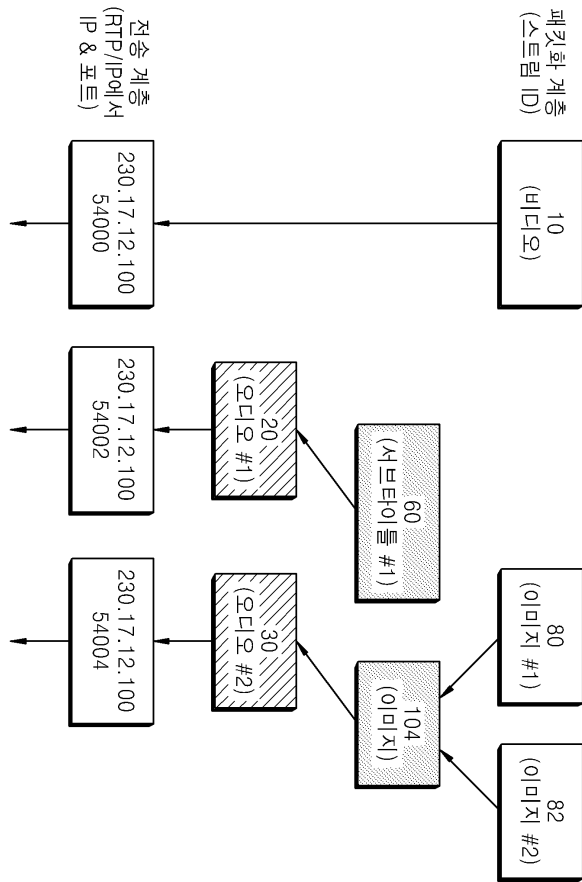 패킷화 계층
(스트림 ID)
10
(비디오)
80
(이미지 #1)
82
(이미지 #2)
60
(서브타이틀 #1)
104
(이미지)
20
(오디오 #1)
30
(오디오 #2)
전송 계층
(RTP/IP에서
IP & 포트)
230.17.12.100
54000
230.17.12.100
54002
230.17.12.100
54004